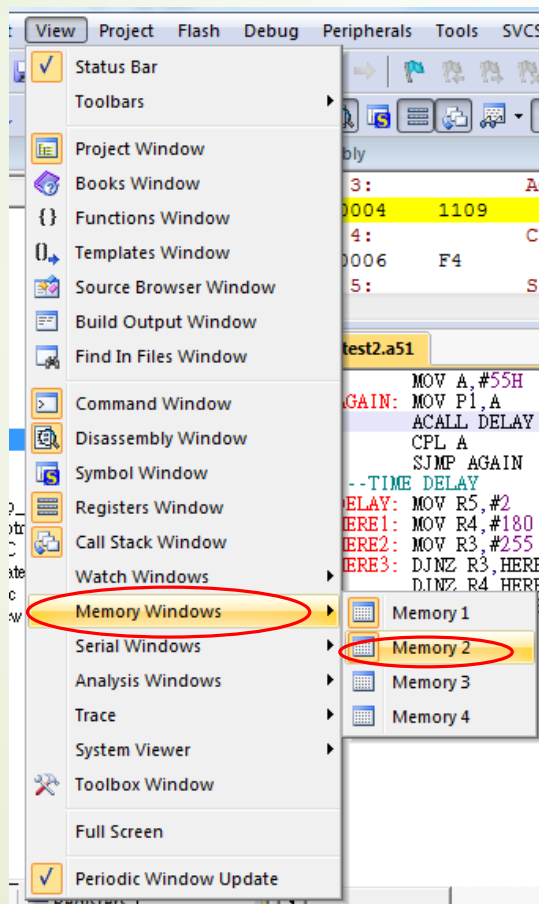 View Project Flash Debug Peripherals Tools SVCS
Status Bar
Toolbars
Project Window
Books Window
Functions Window
Templates Window
Source Browser Window
Build Output Window
Find In Files Window
Command Window
Disassembly Window
Symbol Window
Registers Window
Call Stack Window
Watch Windows
Memory Windows
Serial Windows
Analysis Windows
Trace
System Viewer
Toolbox Window
Full Screen
Periodic Window Update
Memory 1
Memory 2
Memory 3
Memory 4
bly
3: A
0004 1109
4: C
0006 F4
5: S
test2.a51
MOV A,#55H
AGAIN: MOV P1,A
ACALL DELAY
CPL A
SJMP AGAIN
--TIME DELAY
DELAY: MOV R5,#2
HERE1: MOV R4,#180
HERE2: MOV R3,#255
HERE3: DJNZ R3,HERE
DJNZ R4,HERE
Registers